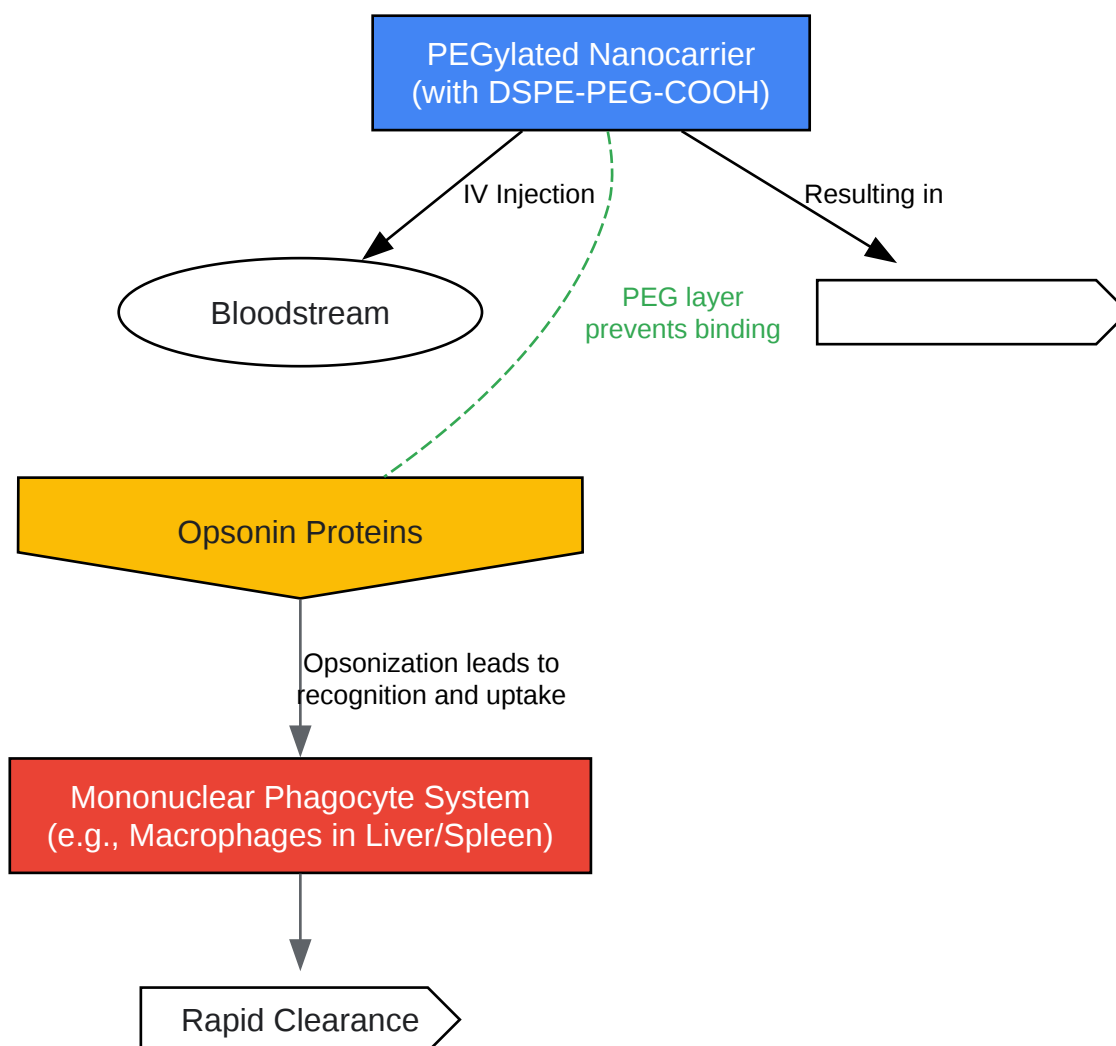 PEGylated Nanocarrier
(with DSPE-PEG-COOH)
IV Injection
Resulting in
Bloodstream
PEG layer
prevents binding
Opsonin Proteins
Opsonization leads to
recognition and uptake
Mononuclear Phagocyte System
(e.g., Macrophages in Liver/Spleen)
Rapid Clearance